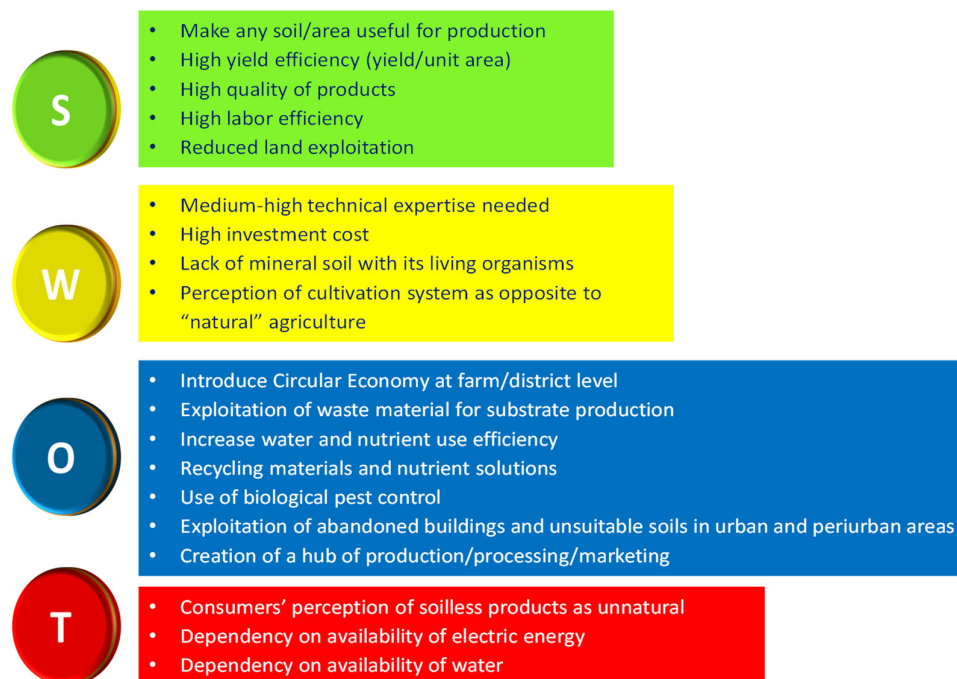 S
• Make any soil/area useful for production
• High yield efficiency (yield/unit area)
• High quality of products
• High labor efficiency
• Reduced land exploitation
W
• Medium-high technical expertise needed
• High investment cost
• Lack of mineral soil with its living organisms
• Perception of cultivation system as opposite to
“natural” agriculture
O
• Introduce Circular Economy at farm/district level
• Exploitation of waste material for substrate production
• Increase water and nutrient use efficiency
• Recycling materials and nutrient solutions
• Use of biological pest control
• Exploitation of abandoned buildings and unsuitable soils in urban and periurban areas
• Creation of a hub of production/processing/marketing
T
• Consumers’ perception of soilless products as unnatural
• Dependency on availability of electric energy
• Dependency on availability of water